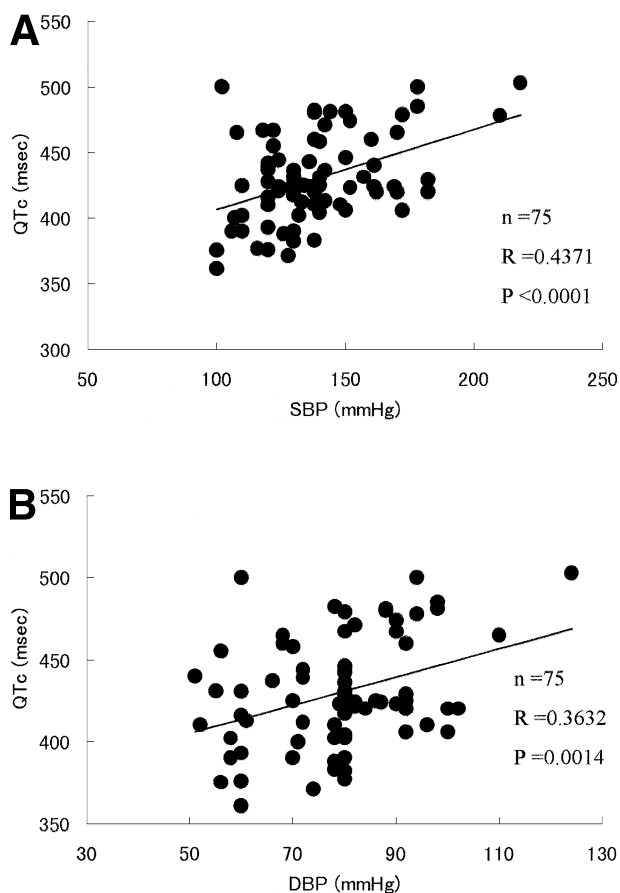 A
550
500
450
400
350
300
QTc (msec)
n =75
R =0.4371
P <0.0001
50
100
150
200
250
SBP (mmHg)
B
550
500
450
400
350
QTc (msec)
n =75
R =0.3632
P =0.0014
30
50
70
90
110
130
DBP (mmHg)